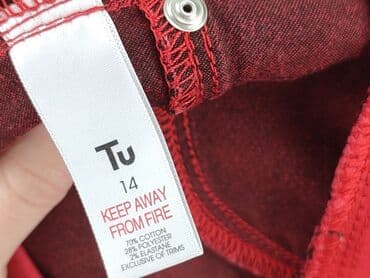 Tu
14
KEEP AWAY
FROM FIRE
70% COTTON
28% POLYESTER
2% ELASTANE
EXCLUSIVE OF TRIMS